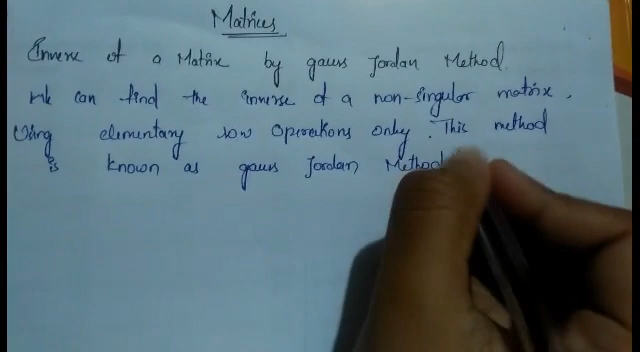 Matrices
Inverse of a Matrix by gauss Jordan Method
We can find the inverse of a non-singular matrix,
Using elementary row operations only. This method
is known as gauss Jordan Method